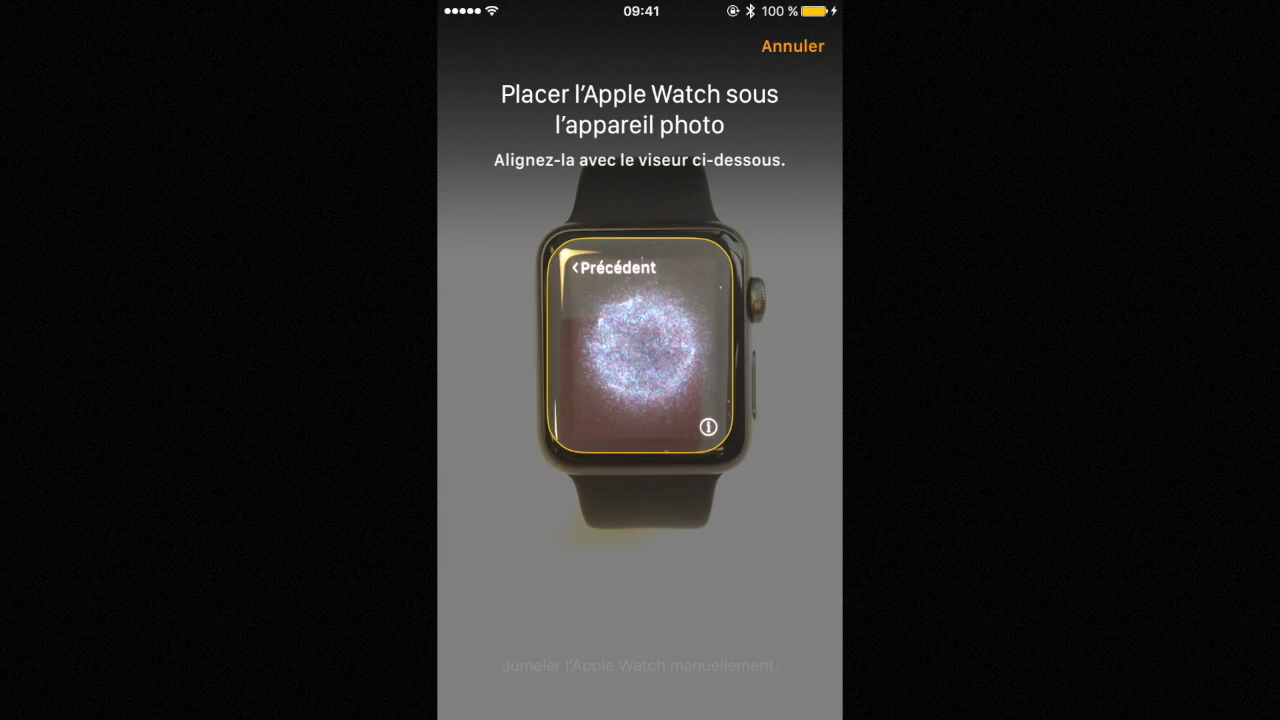 09:41
100 %
Annuler
Placer l’Apple Watch sous
l’appareil photo
Alignez-la avec le viseur ci-dessous.
Précédent
Jumeler l’Apple Watch manuellement.